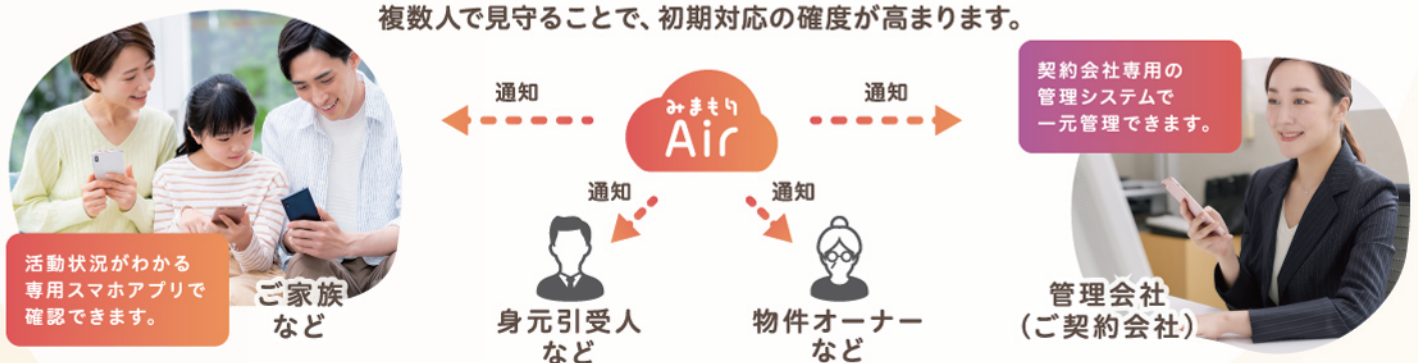 複数人で見守ることで、初期対応の確度が高まります。
通知
みまもり
Air
通知
契約会社専用の
管理システムで
一元管理できます。
通知
通知
活動状況がわかる
専用スマホアプリで
確認できます。
ご家族
など
身元引受人
など
物件オーナー
など
管理会社
（ご契約会社）